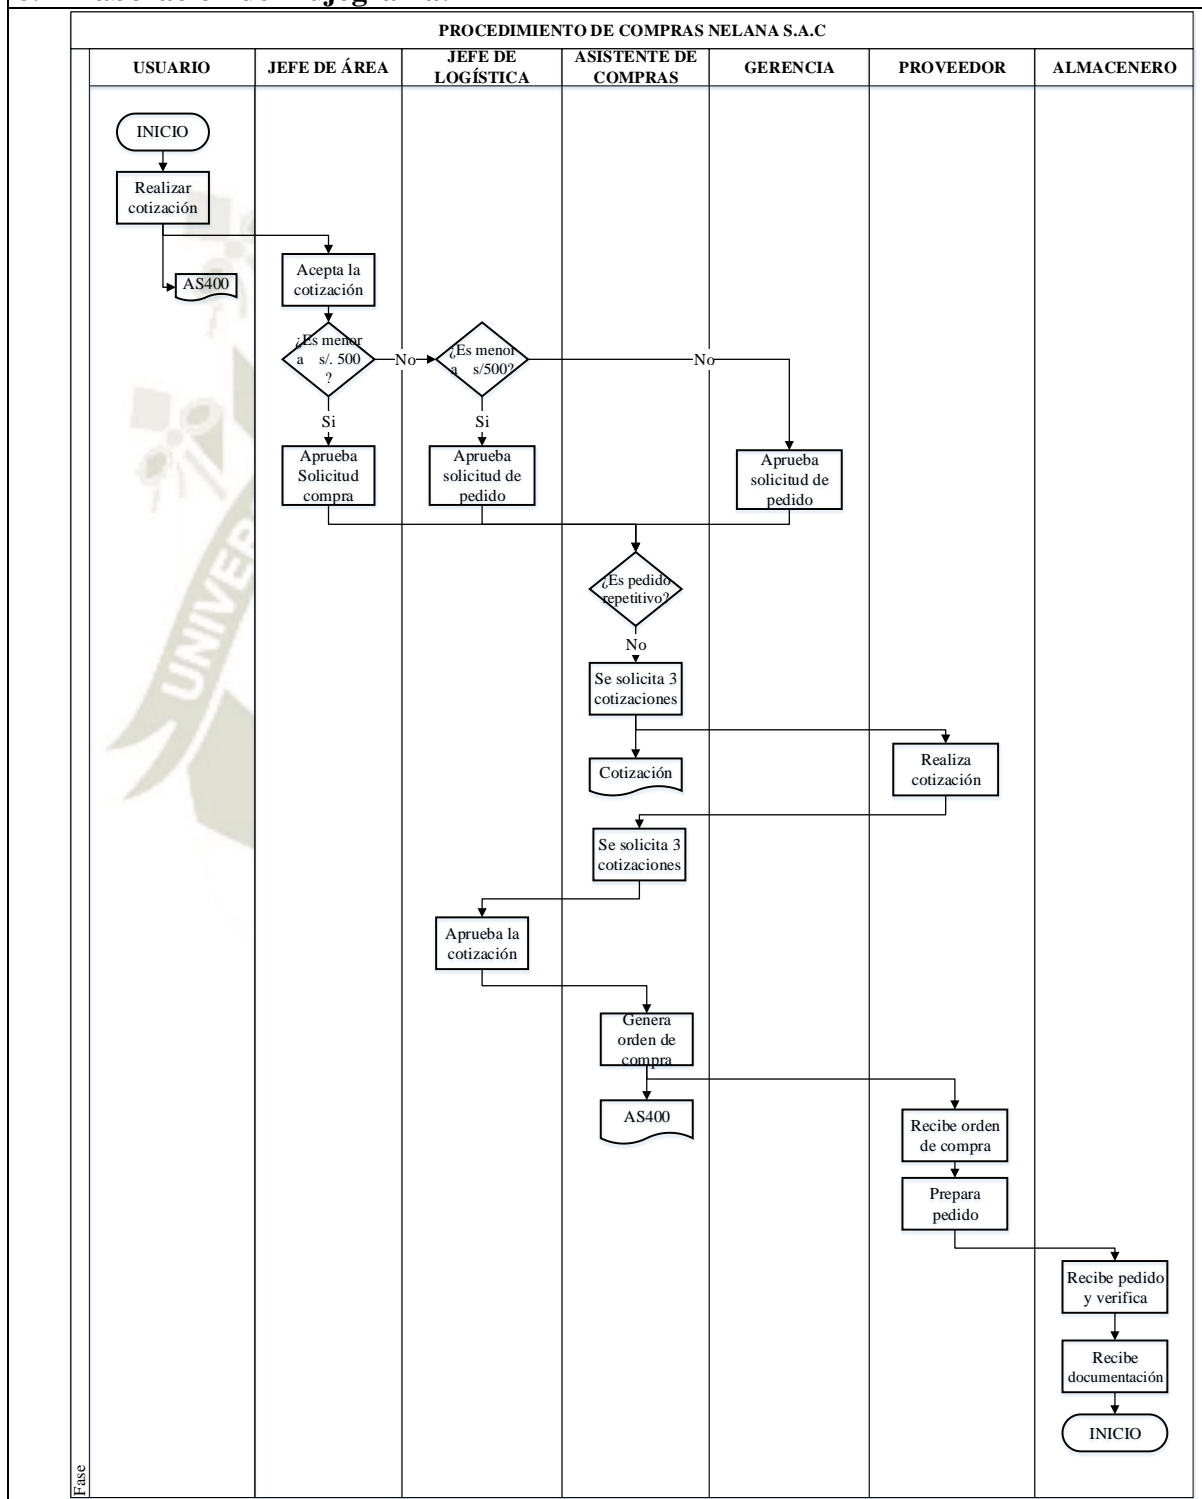 Elaboración de Flujograma:
PROCEDIMIENTO DE COMPRAS NELANA S.A.C
USUARIO
JEFE DE ÁREA
JEFE DE
LOGÍSTICA
ASISTENTE DE
COMPRAS
GERENCIA
PROVEEDOR
ALMACENERO
INICIO
Realizar
cotización
AS400
Acepta la
cotización
¿Es menor
a s/. 500
?
No
¿Es menor
a s/500?
No
Si
Si
Aprueba
Solicitud
compra
Aprueba
solicitud de
pedido
Aprueba
solicitud de
pedido
¿Es pedido
repetitivo?
No
Se solicita 3
cotizaciones
Cotización
Realiza
cotización
Se solicita 3
cotizaciones
Aprueba la
cotización
Genera
orden de
compra
AS400
Recibe orden
de compra
Prepara
pedido
Recibe pedido
y verifica
Recibe
documentación
INICIO
Fase
UNIVER